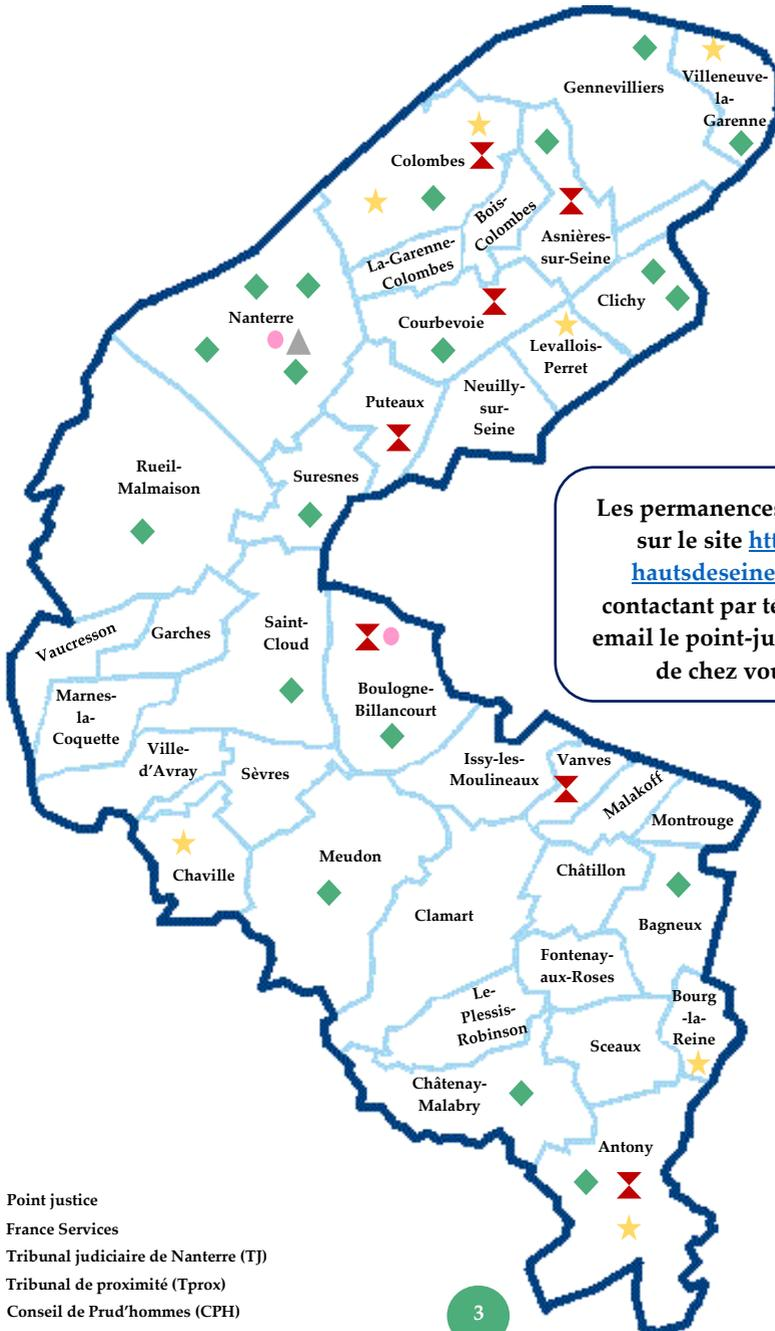 Gennevilliers
Villeneuve-
la-
Garenne
Colombes
Bois-
Colombes
Asnières-
sur-Seine
La-Garenne-
Colombes
Nanterre
Courbevoie
Clichy
Levallois-
Perret
Puteaux
Neuilly-
sur-
Seine
Rueil-
Malmaison
Suresnes
Les permanences
sur le site htt
hautsdeseine
contactant par te
email le point-ju
de chez vou
Vaucresson
Garches
Saint-
Cloud
Marnes-
la-
Coquette
Boulogne-
Billancourt
Ville-
d'Avray
Sèvres
Issy-les-
Moulineaux
Vanves
Malakoff
Montrouge
Chaville
Meudon
Châtillon
Clamart
Bagneux
Fontenay-
aux-Roses
Le-
Plessis-
Robinson
Bourg
-la-
Reine
Sceaux
Châtenay-
Malabry
Antony
Point justice
France Services
Tribunal judiciaire de Nanterre (TJ)
Tribunal de proximité (Tprox)
Conseil de Prud'hommes (CPH)
3